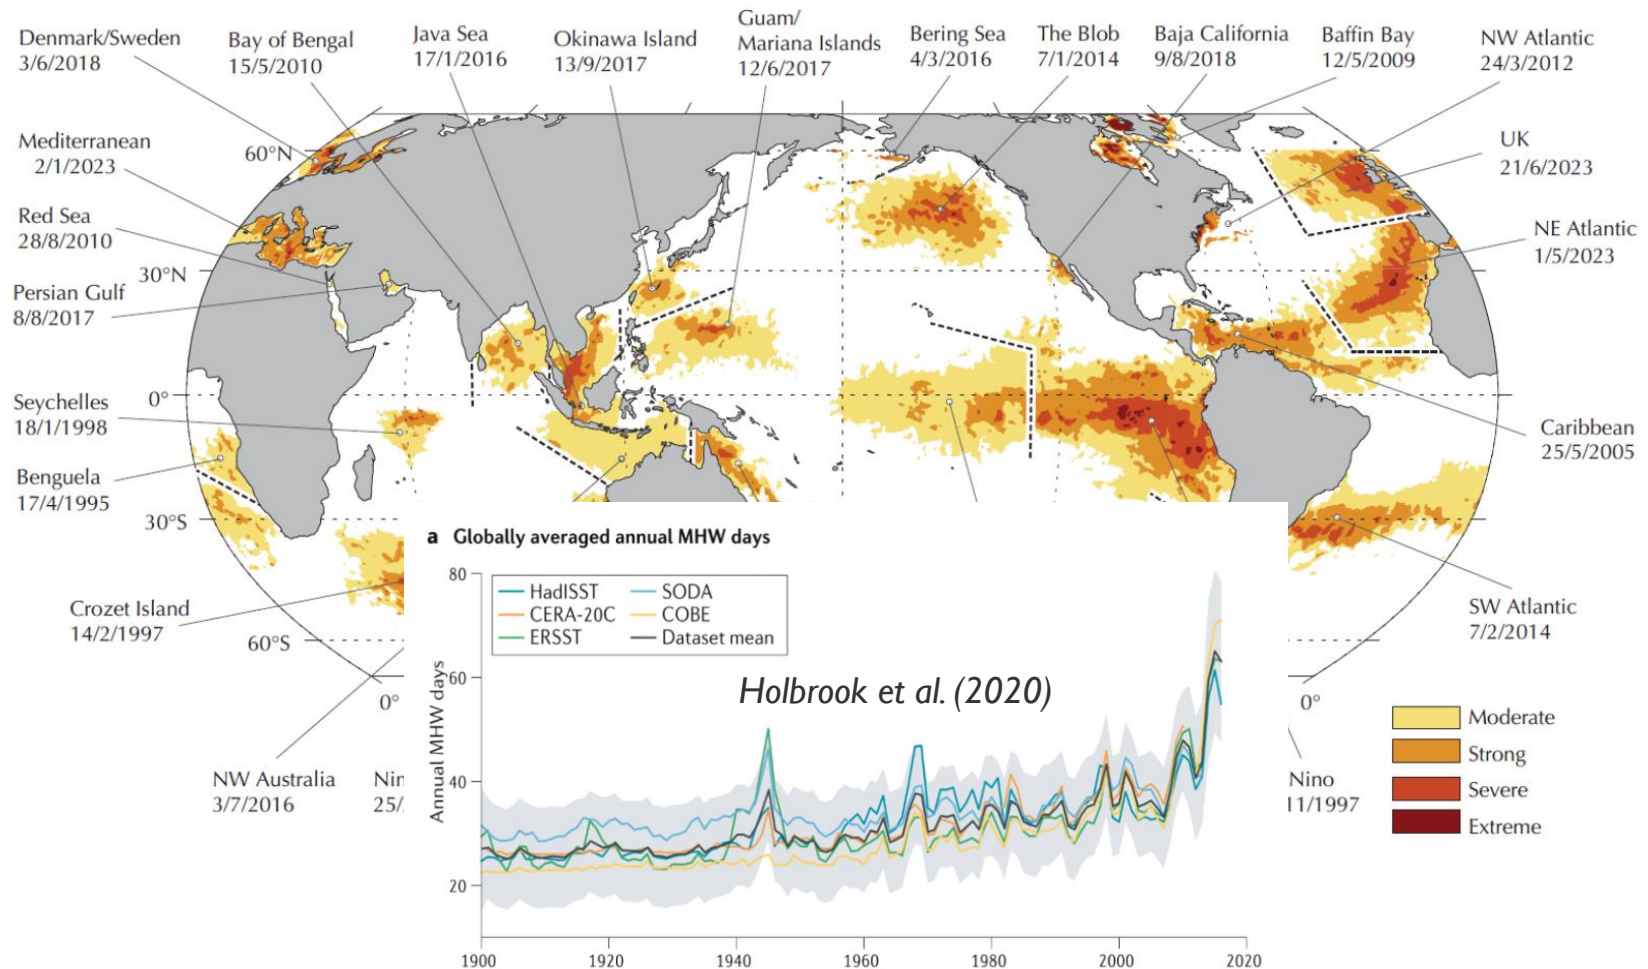 Denmark/Sweden
3/6/2018
Bay of Bengal
15/5/2010
Java Sea
17/1/2016
Okinawa Island
13/9/2017
Guam/
Mariana Islands
12/6/2017
Bering Sea
4/3/2016
The Blob
7/1/2014
Baja California
9/8/2018
Baffin Bay
12/5/2009
NW Atlantic
24/3/2012
Mediterranean
2/1/2023
60°N
UK
21/6/2023
Red Sea
28/8/2010
NE Atlantic
1/5/2023
30°N
Persian Gulf
8/8/2017
Seychelles
18/1/1998
0°
Caribbean
25/5/2005
Benguela
17/4/1995
30°S
Crozet Island
14/2/1997
60°S
SW Atlantic
7/2/2014
0°
0°
NW Australia
3/7/2016
Nin
25/
Nino
11/1997
Moderate
Strong
Severe
Extreme
a Globally averaged annual MHW days
HadISST
CERA-20C
ERSST
SODA
COBE
Dataset mean
Holbrook et al. (2020)
Annual MHW days
80
60
40
20
1900 1920 1940 1960 1980 2000 2020